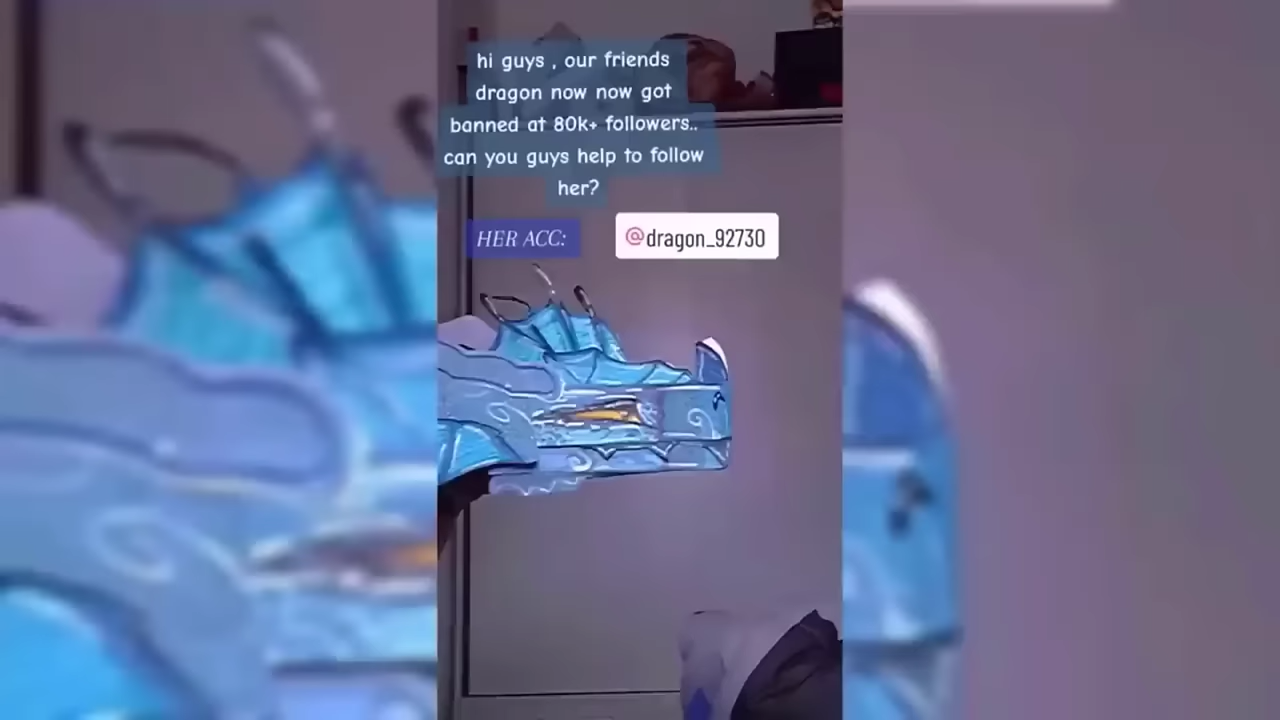 hi guys , our friends
dragon now now got
banned at 80k+ followers..
can you guys help to follow
her?
HER ACC: @dragon_92730